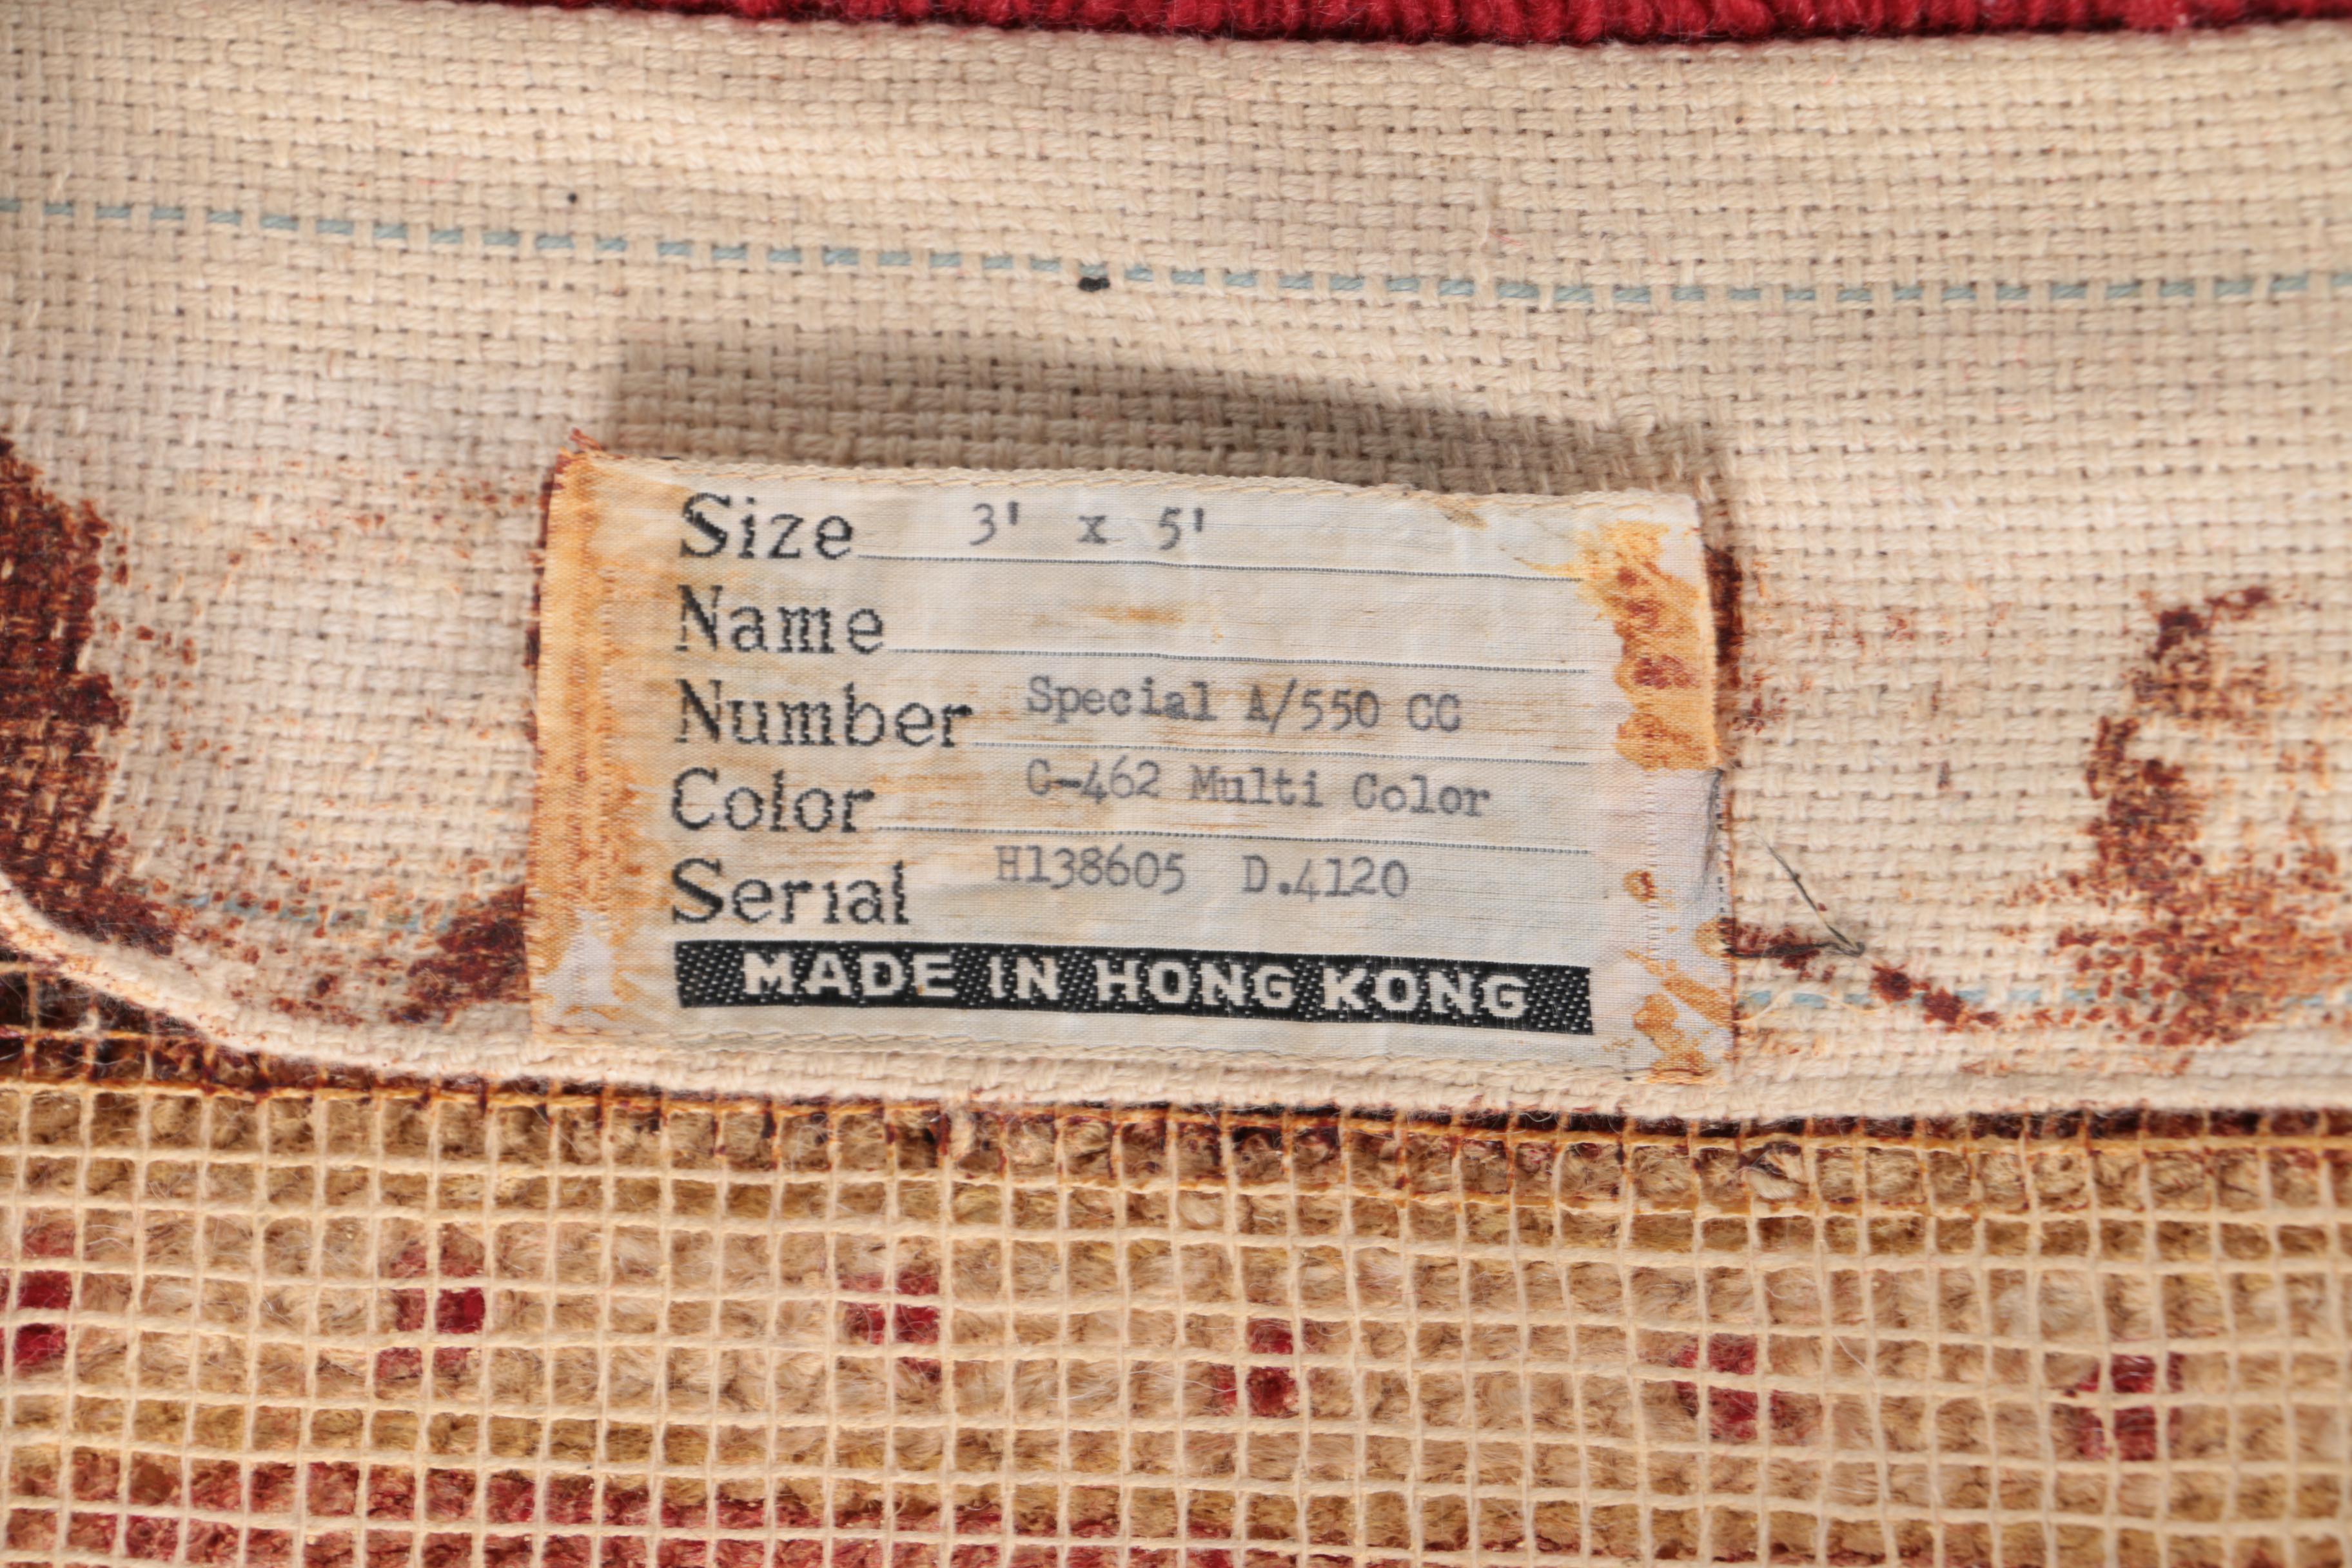 Size 3' x 5'
Name
Number Special A/550 CC
Color C-462 Multi Color
Serial H138605 D.4120
MADE IN HONG KONG